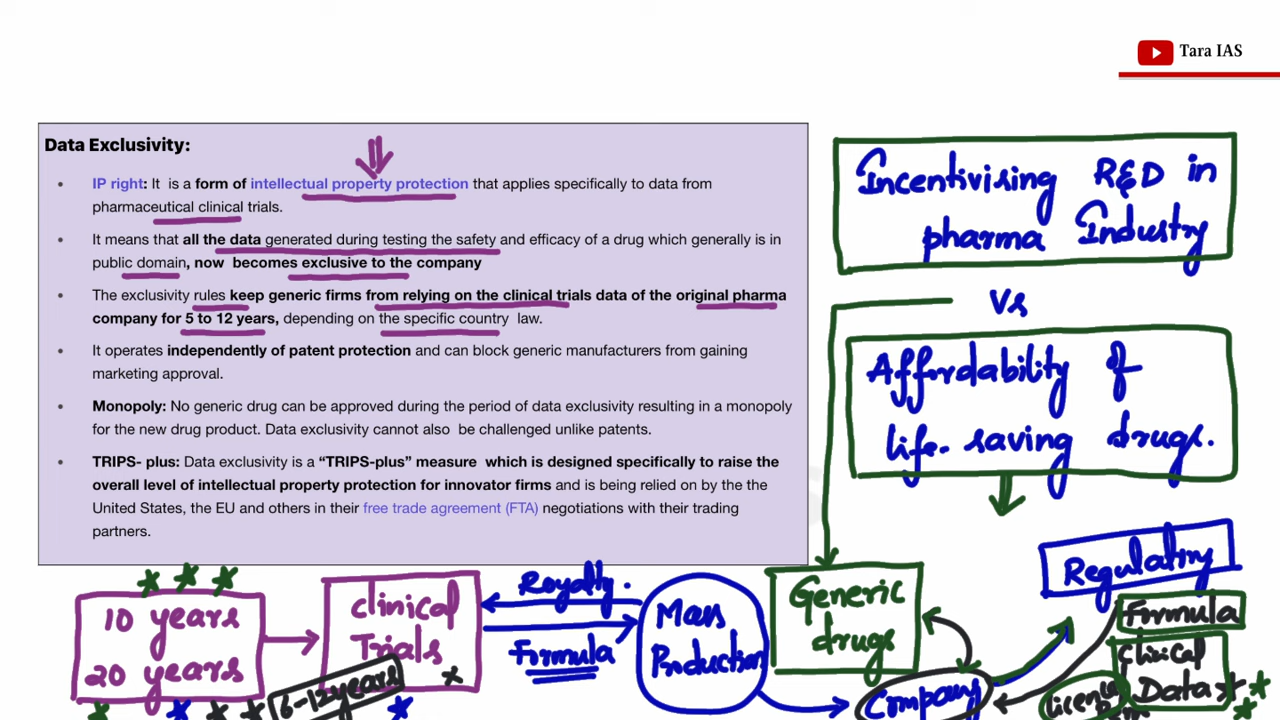 Tara IAS
Data Exclusivity:
• IP right: It is a form of intellectual property protection that applies specifically to data from
pharmaceutical clinical trials.
• It means that all the data generated during testing the safety and efficacy of a drug which generally is in
public domain, now becomes exclusive to the company
• The exclusivity rules keep generic firms from relying on the clinical trials data of the original pharma
company for 5 to 12 years, depending on the specific country law.
• It operates independently of patent protection and can block generic manufacturers from gaining
marketing approval.
• Monopoly: No generic drug can be approved during the period of data exclusivity resulting in a monopoly
for the new drug product. Data exclusivity cannot also be challenged unlike patents.
• TRIPS- plus: Data exclusivity is a “TRIPS-plus” measure which is designed specifically to raise the
overall level of intellectual property protection for innovator firms and is being relied on by the the
United States, the EU and others in their free trade agreement (FTA) negotiations with their trading
partners.
Incentivising R&D in
pharma Industry
Vs
Affordability of
life-saving drugs.
10 years
20 years
Clinical
Trials
6-12 years
Royalty.
Formula
Mass
Production
Generic
drugs
Company
Regulating
Formula
Clinical
Data
licence